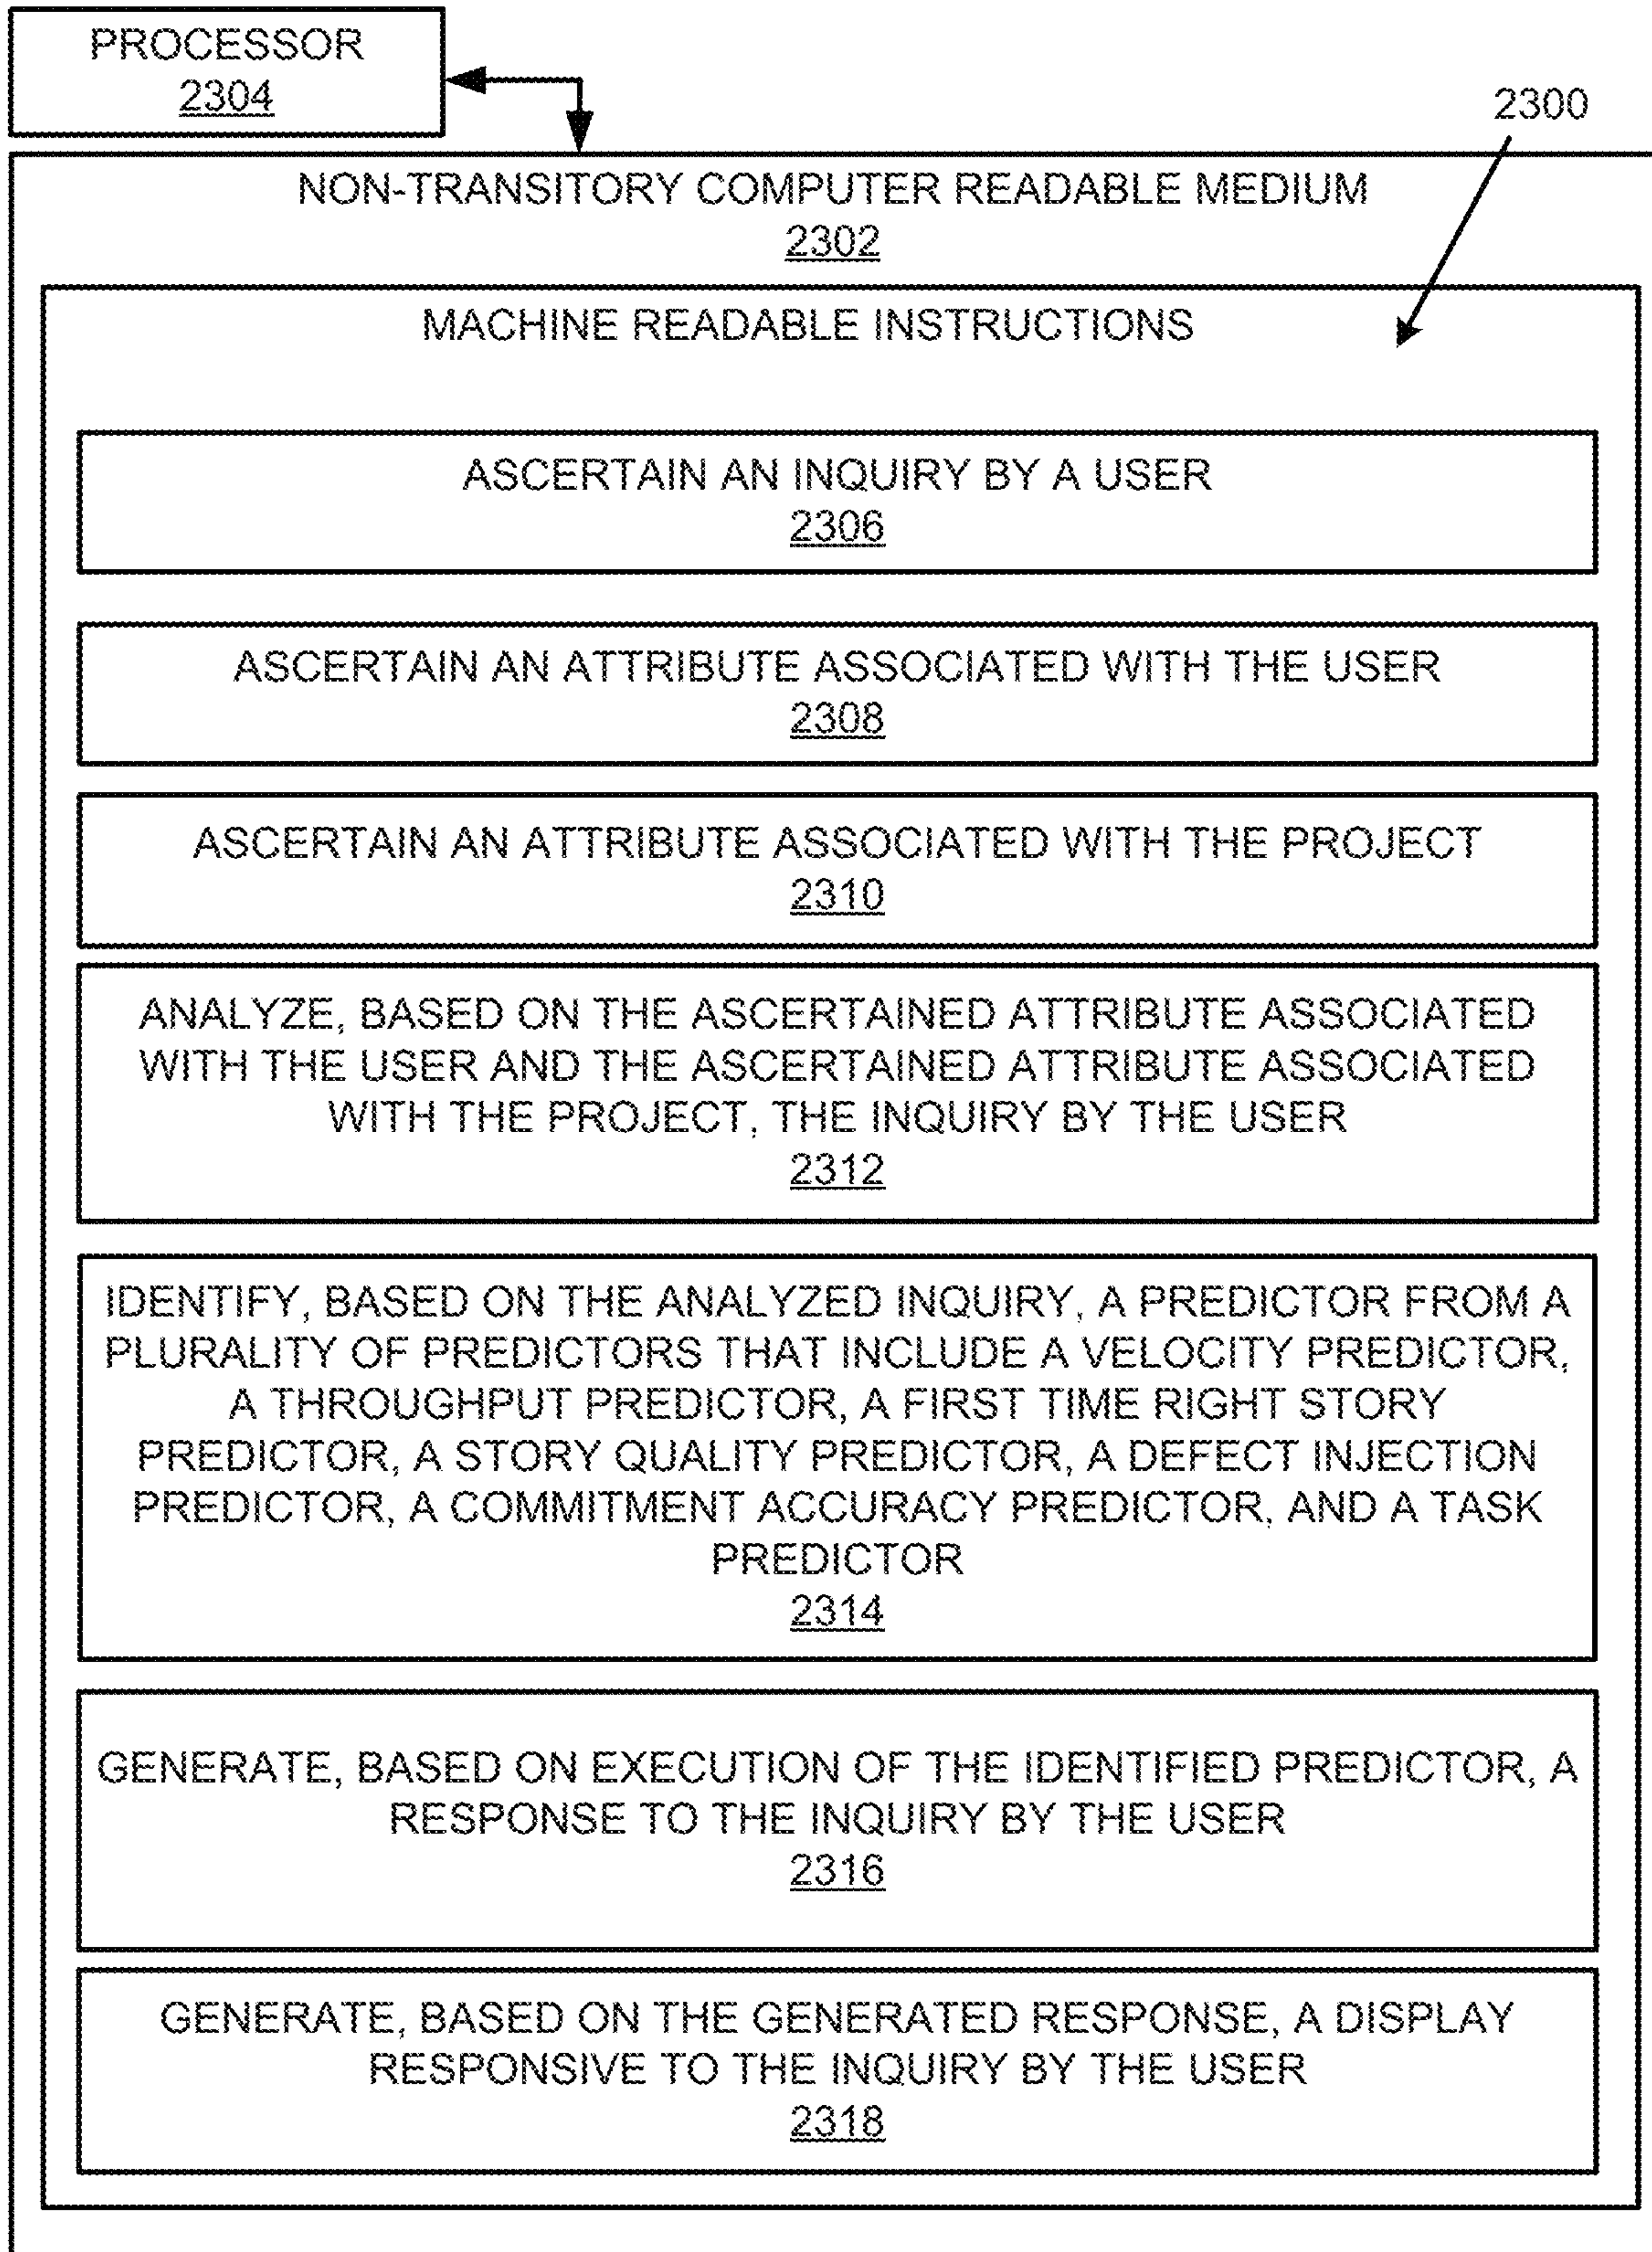 PROCESSOR
2304
2300
NON-TRANSITORY COMPUTER READABLE MEDIUM
2302
MACHINE READABLE INSTRUCTIONS
ASCERTAIN AN INQUIRY BY A USER
2306
ASCERTAIN AN ATTRIBUTE ASSOCIATED WITH THE USER
2308
ASCERTAIN AN ATTRIBUTE ASSOCIATED WITH THE PROJECT
2310
ANALYZE, BASED ON THE ASCERTAINED ATTRIBUTE ASSOCIATED
WITH THE USER AND THE ASCERTAINED ATTRIBUTE ASSOCIATED
WITH THE PROJECT, THE INQUIRY BY THE USER
2312
IDENTIFY, BASED ON THE ANALYZED INQUIRY, A PREDICTOR FROM A
PLURALITY OF PREDICTORS THAT INCLUDE A VELOCITY PREDICTOR,
A THROUGHPUT PREDICTOR, A FIRST TIME RIGHT STORY
PREDICTOR, A STORY QUALITY PREDICTOR, A DEFECT INJECTION
PREDICTOR, A COMMITMENT ACCURACY PREDICTOR, AND A TASK
PREDICTOR
2314
GENERATE, BASED ON EXECUTION OF THE IDENTIFIED PREDICTOR, A
RESPONSE TO THE INQUIRY BY THE USER
2316
GENERATE, BASED ON THE GENERATED RESPONSE, A DISPLAY
RESPONSIVE TO THE INQUIRY BY THE USER
2318